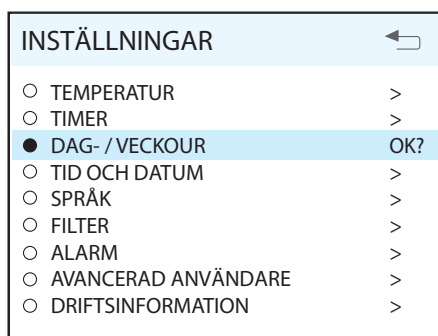 INSTÄLLNINGAR
TEMPERATUR >
TIMER >
DAG- / VECKOUR OK?
TID OCH DATUM >
SPRÅK >
FILTER >
ALARM >
AVANCERAD ANVÄNDARE >
DRIFTSINFORMATION >